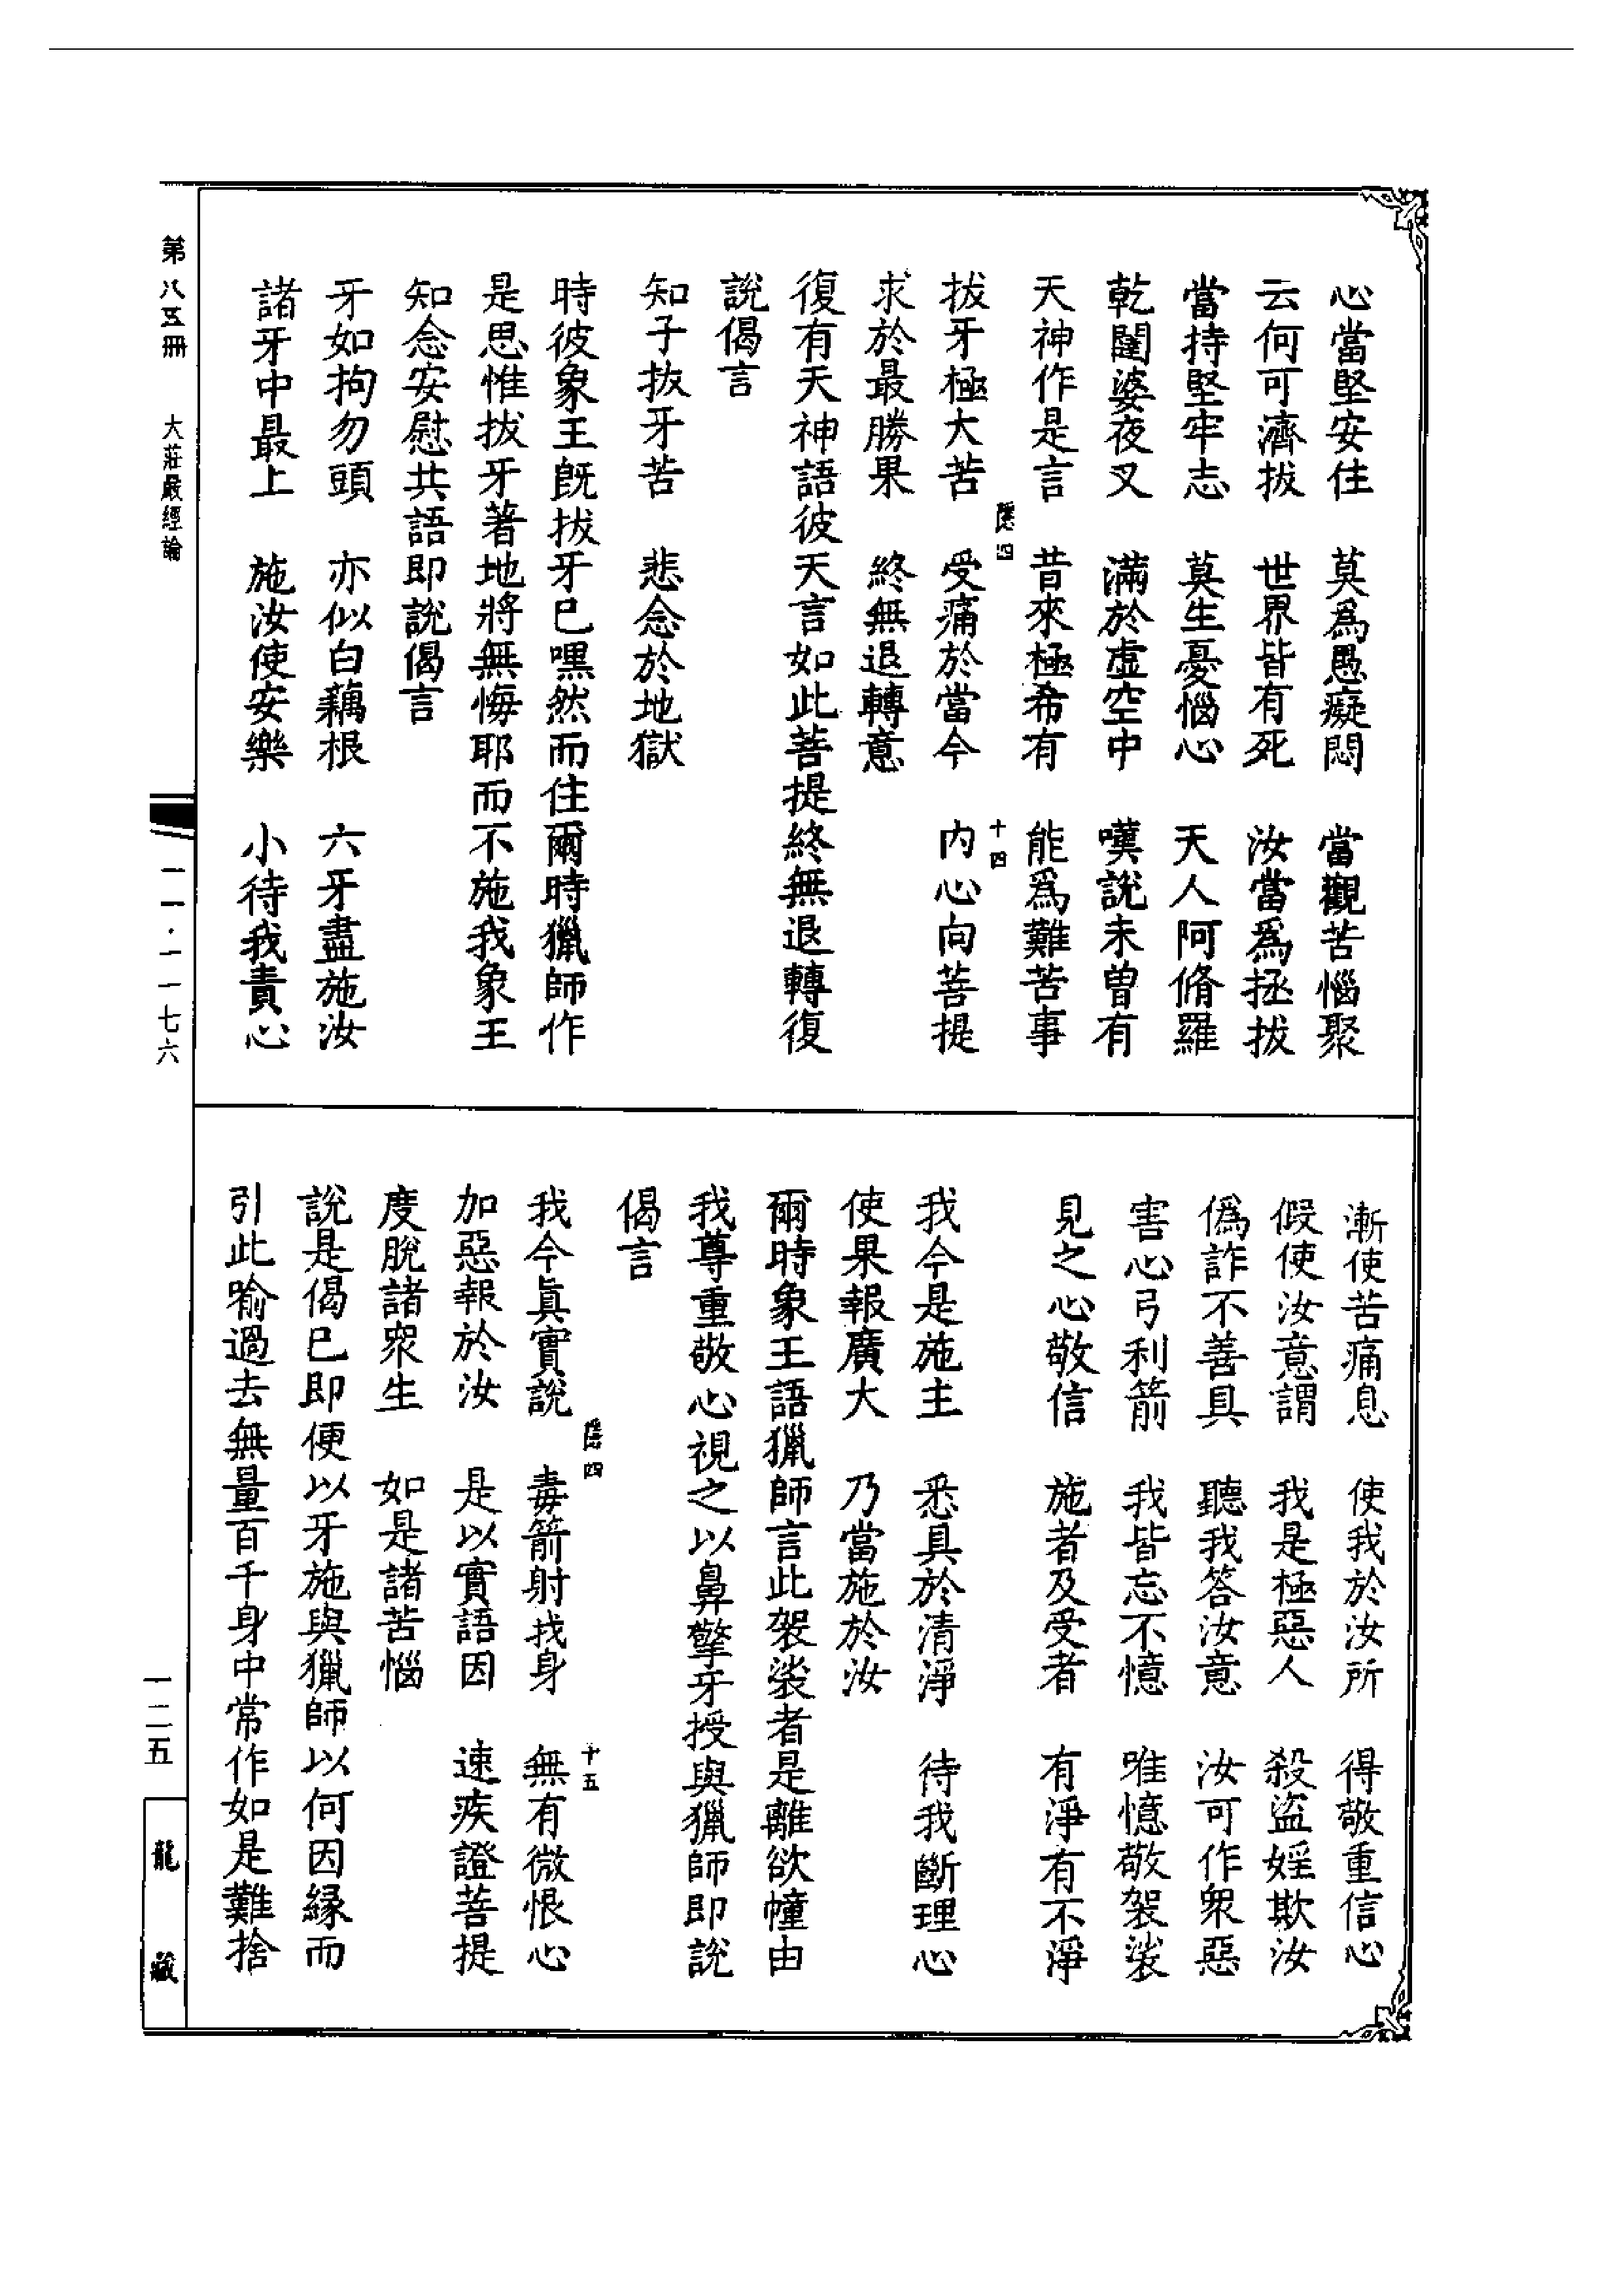 心當堅安住　莫爲愚癡悶　當觀苦惱聚
云何可濟拔　世界皆有死　汝當爲拯拔
當持堅牢志　莫生憂惱心　天人阿脩羅
乾闥婆夜叉　滿於虛空中　嘆說未曾有
天神作是言　昔來極希有　能爲難苦事
隱四　十四
拔牙極大苦　受痛於當今　內心向菩提
求於最勝果　終無退轉意
復有天神語彼天言如此菩提終無退轉復
說偈言
知子拔牙苦　悲念於地獄
時彼象王旣拔牙已嘿然而住爾時獵師作
是思惟拔牙著地將無悔耶而不施我象王
知念安慰共語即說偈言
牙如拘勿頭　亦似白藕根　六牙盡施汝
諸牙中最上　施汝使安樂　小待我責心
漸使苦痛息　使我於汝所　得敬重信心
假使汝意謂　我是極惡人　殺盜婬欺汝
僞詐不善具　聽我答汝意　汝可作衆惡
害心弓利箭　我皆忘不憶　唯憶敬袈裟
見之心敬信　施者及受者　有淨有不淨
我今是施主　悉具於清淨　待我斷理心
使果報廣大　乃當施於汝
爾時象王語獵師言此袈裟者是離欲幢由
我尊重敬心視之以鼻擎牙授與獵師即說
偈言
隱四　十五
我今眞實說　毒箭射我身　無有微恨心
加惡報於汝　是以實語因　速疾證菩提
度脫諸衆生　如是諸苦惱
說是偈已即便以牙施與獵師以何因緣而
引此喻過去無量百千身中常作如是難捨
第八五冊　大莊嚴經論　一一·一一七六
一二五　龍藏